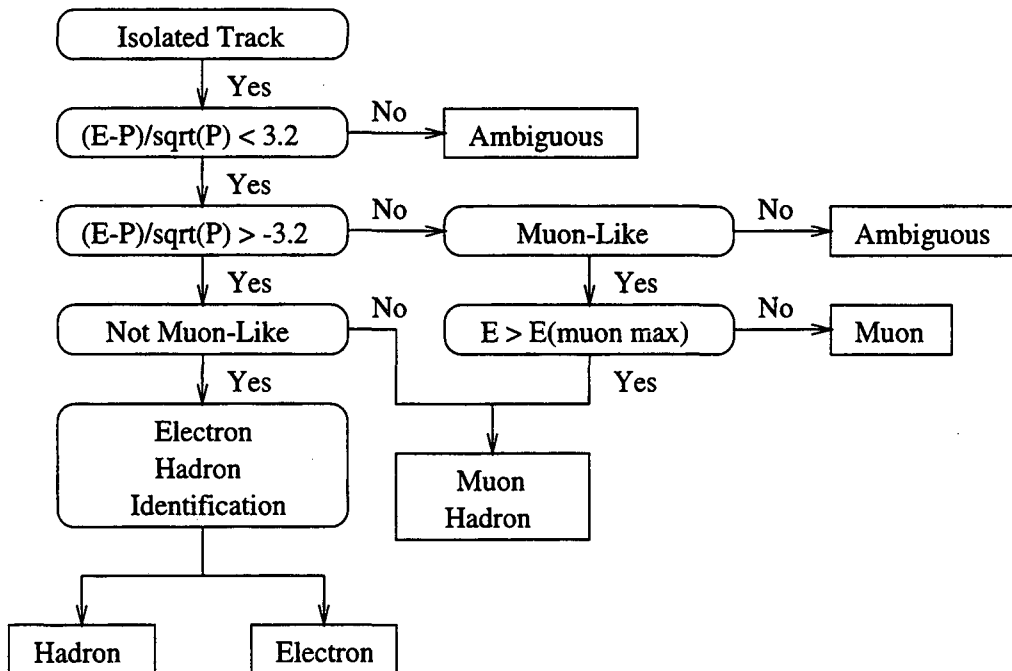 Isolated Track
Yes
(E-P)/sqrt(P) < 3.2
No
Ambiguous
Yes
(E-P)/sqrt(P) > -3.2
No
Muon-Like
No
Ambiguous
Yes
Yes
Not Muon-Like
No
E > E(muon max)
No
Muon
Yes
Yes
Electron
Hadron
Identification
Muon
Hadron
Hadron
Electron